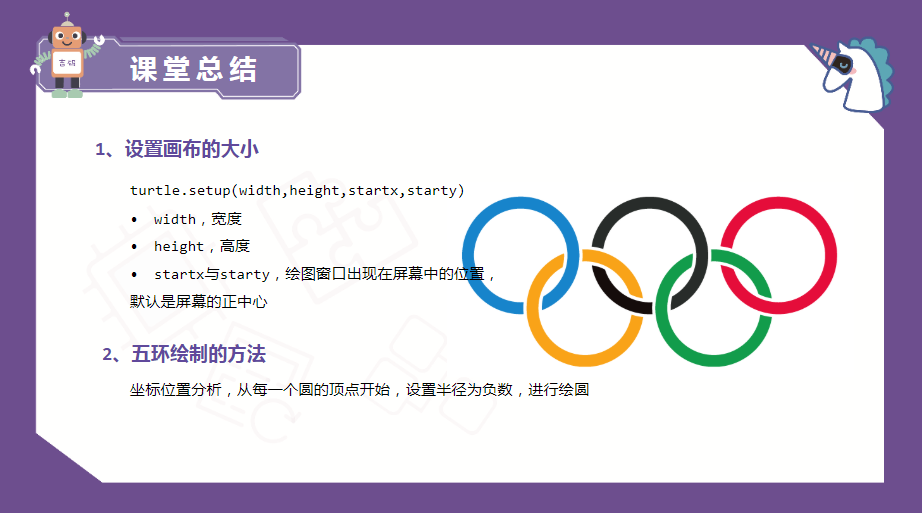 课堂总结
1、设置画布的大小
turtle.setup(width,height,startx,starty)
• width，宽度
• height，高度
• startx与starty，绘图窗口出现在屏幕中的位置，
默认是屏幕的正中心
2、五环绘制的方法
坐标位置分析，从每一个圆的顶点开始，设置半径为负数，进行绘圆